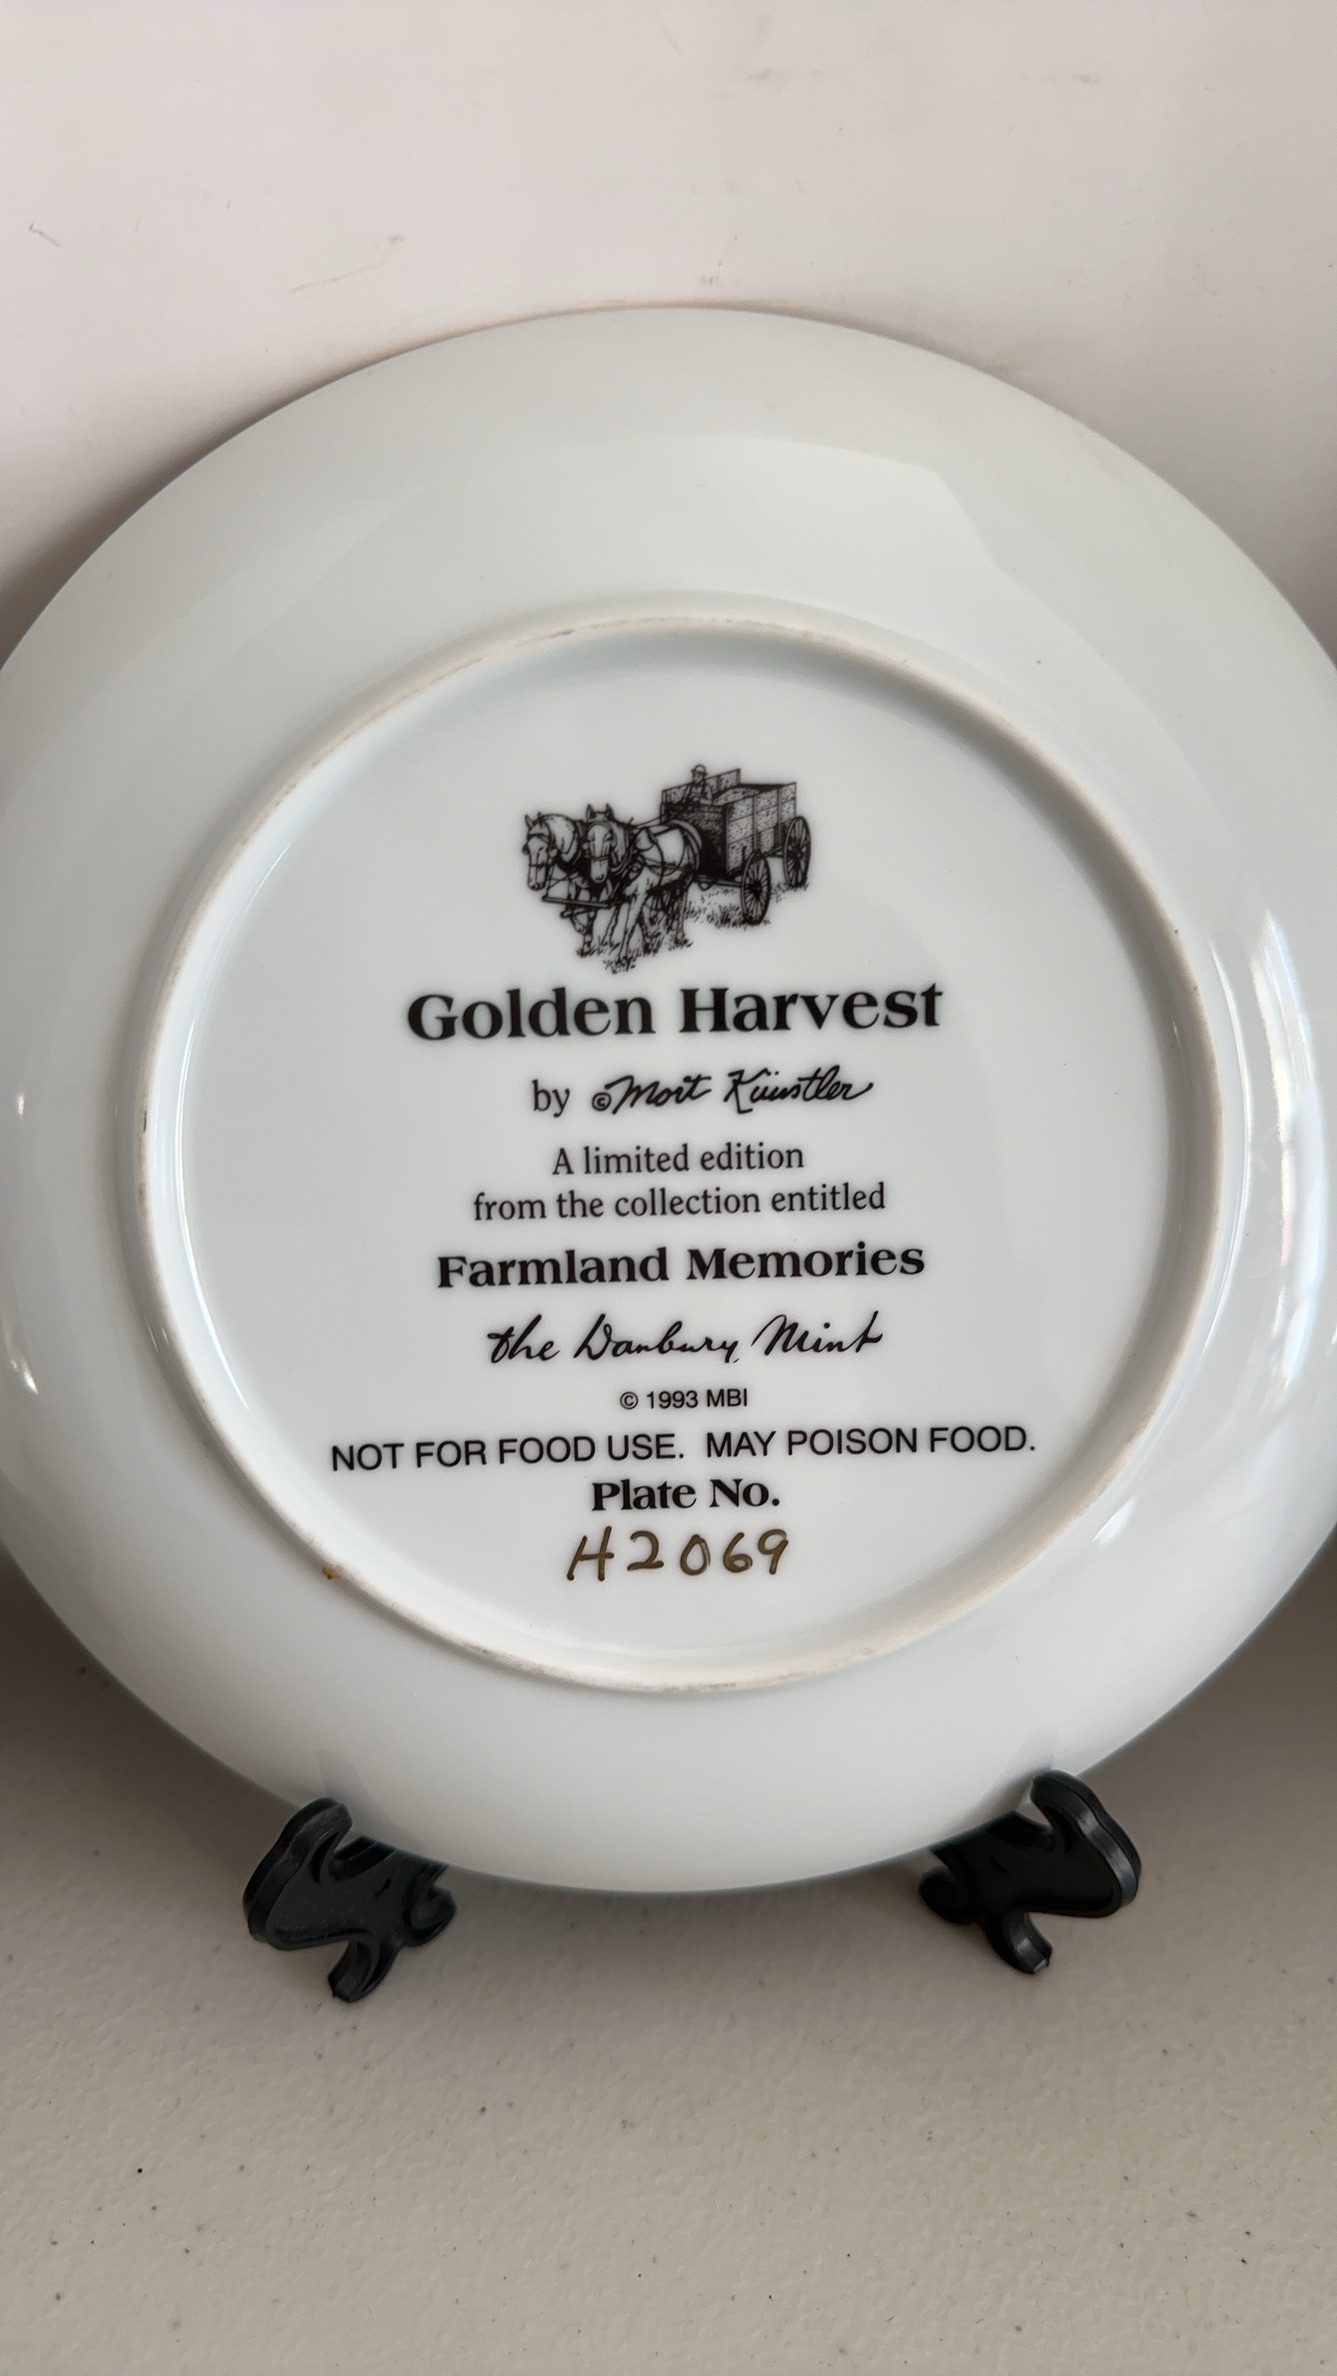 Golden Harvest
by © Mort Künstler
A limited edition
from the collection entitled
Farmland Memories
the Danbury Mint
© 1993 MBI
NOT FOR FOOD USE. MAY POISON FOOD.
Plate No.
H2069